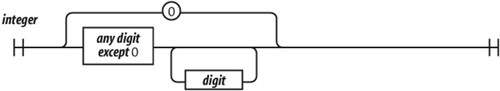 integer
0
any digit
except 0
digit